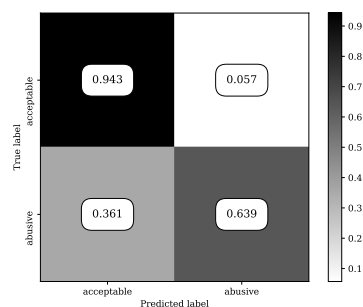 True label
acceptable
abusive
0.943
0.057
0.361
0.639
acceptable
abusive
Predicted label
0.9
0.8
0.7
0.6
0.5
0.4
0.3
0.2
0.1